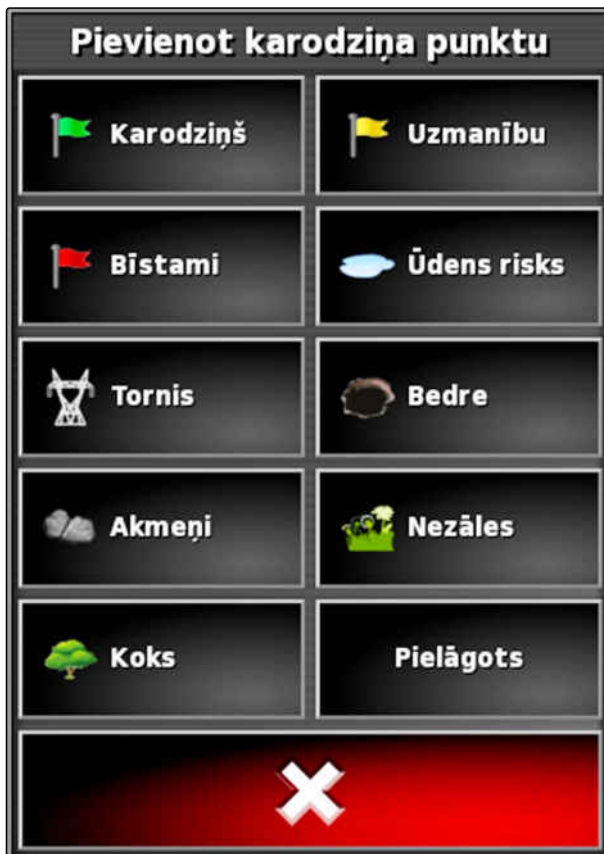 Pievienot karodziņa punktu
Karodziņš
Uzmanību
Bīstami
Ūdens risks
Tornis
Bedre
Akmeņi
Nezāles
Koks
Pielāgots